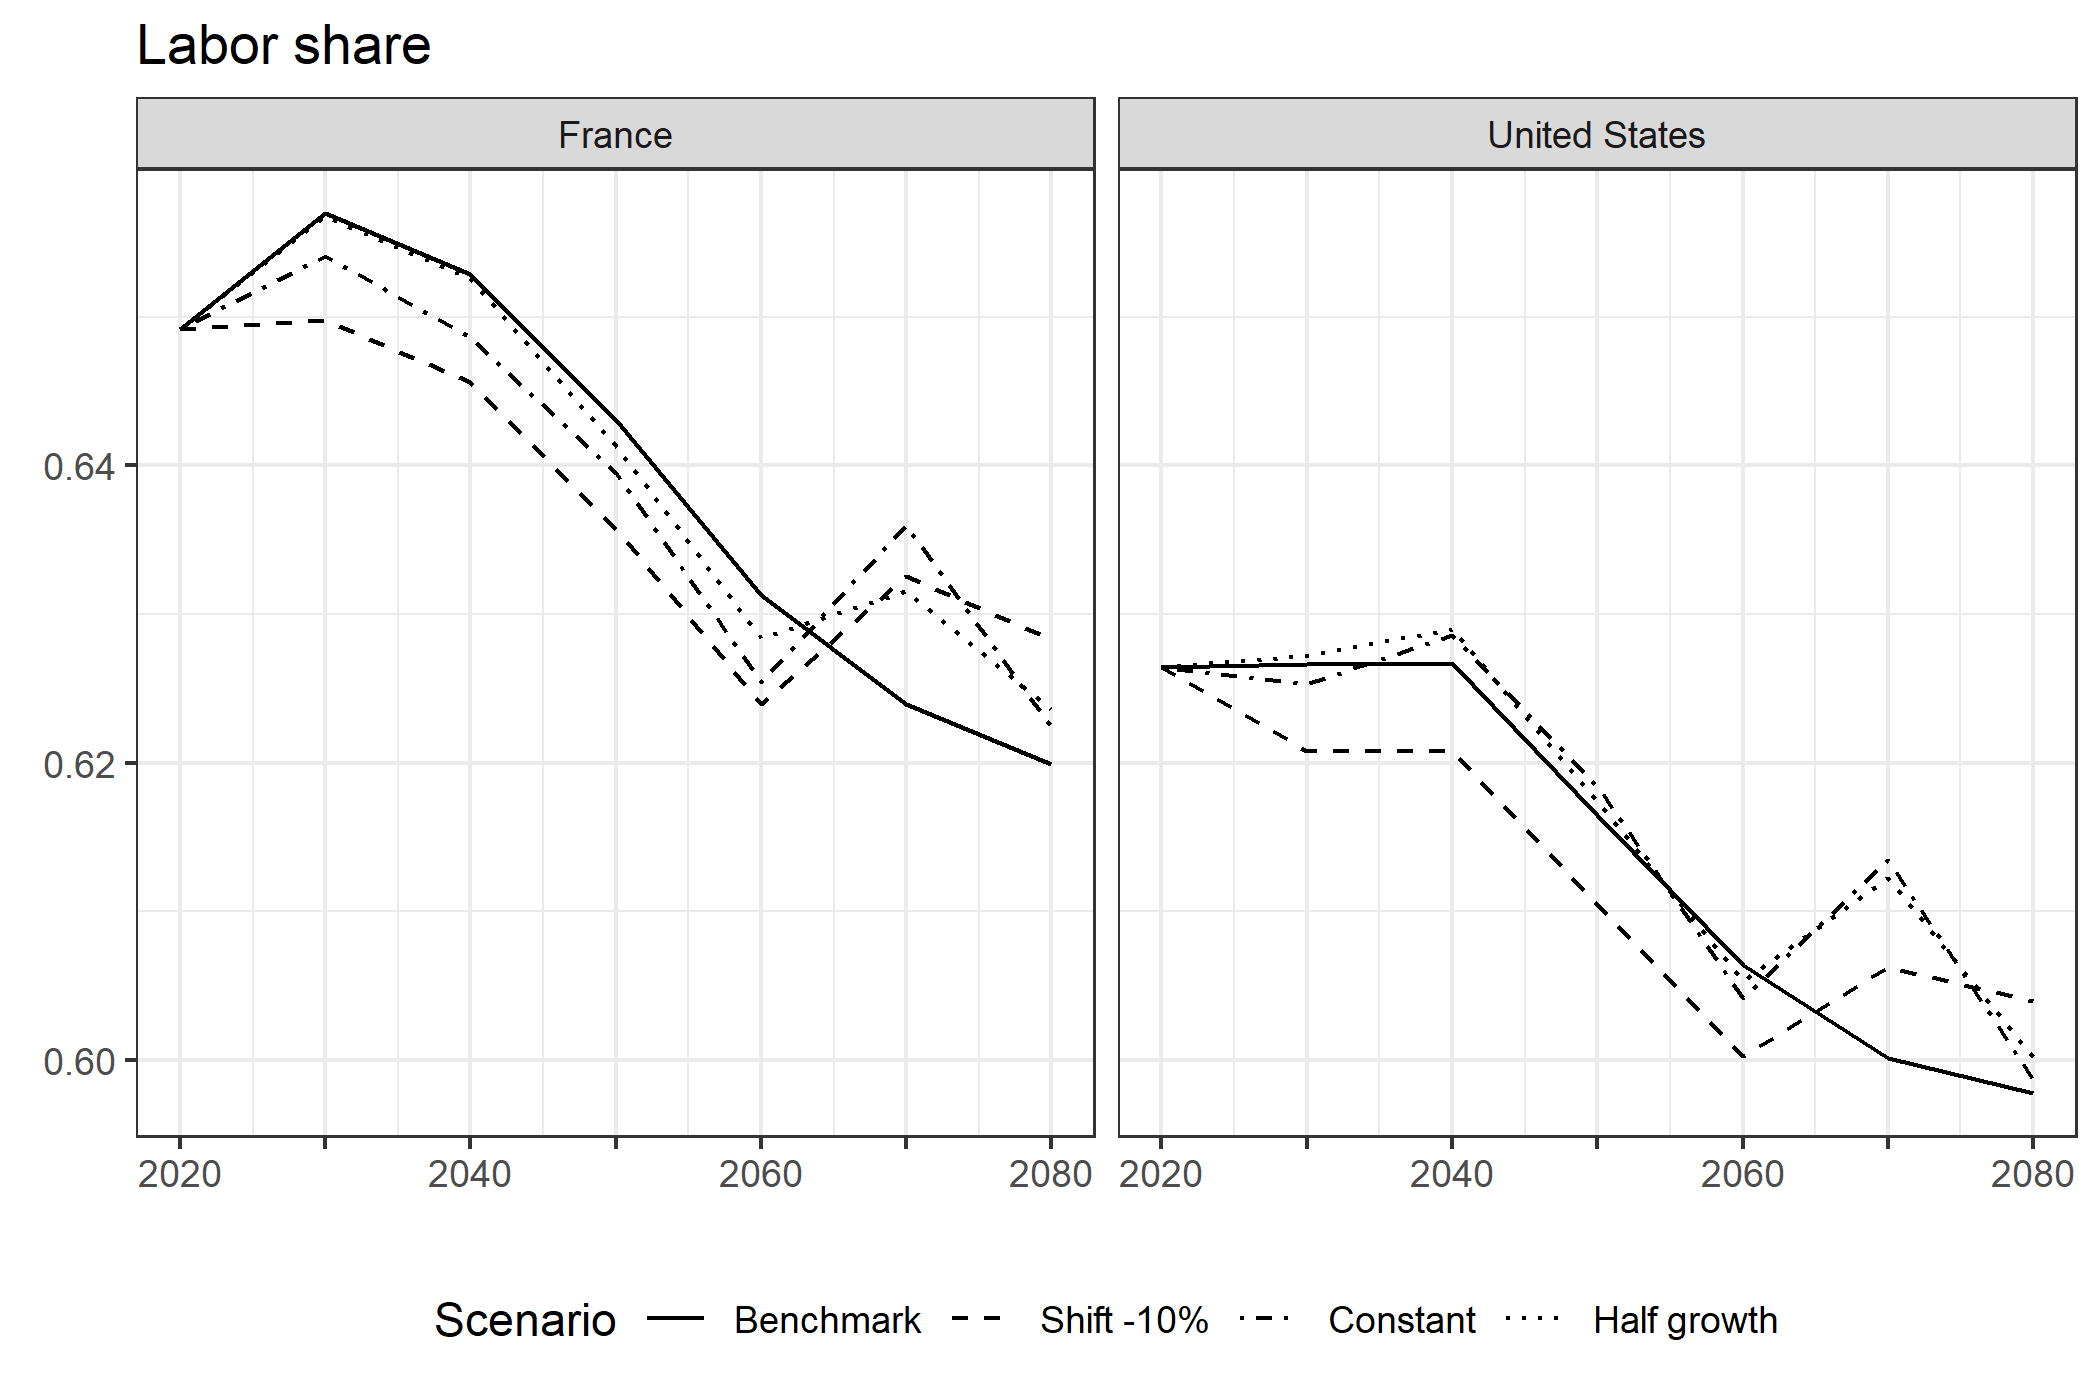 Labor share
France
United States
0.64
0.62
0.60
2020 2040 2060 2080
2020 2040 2060 2080
Scenario Benchmark Shift -10% Constant Half growth